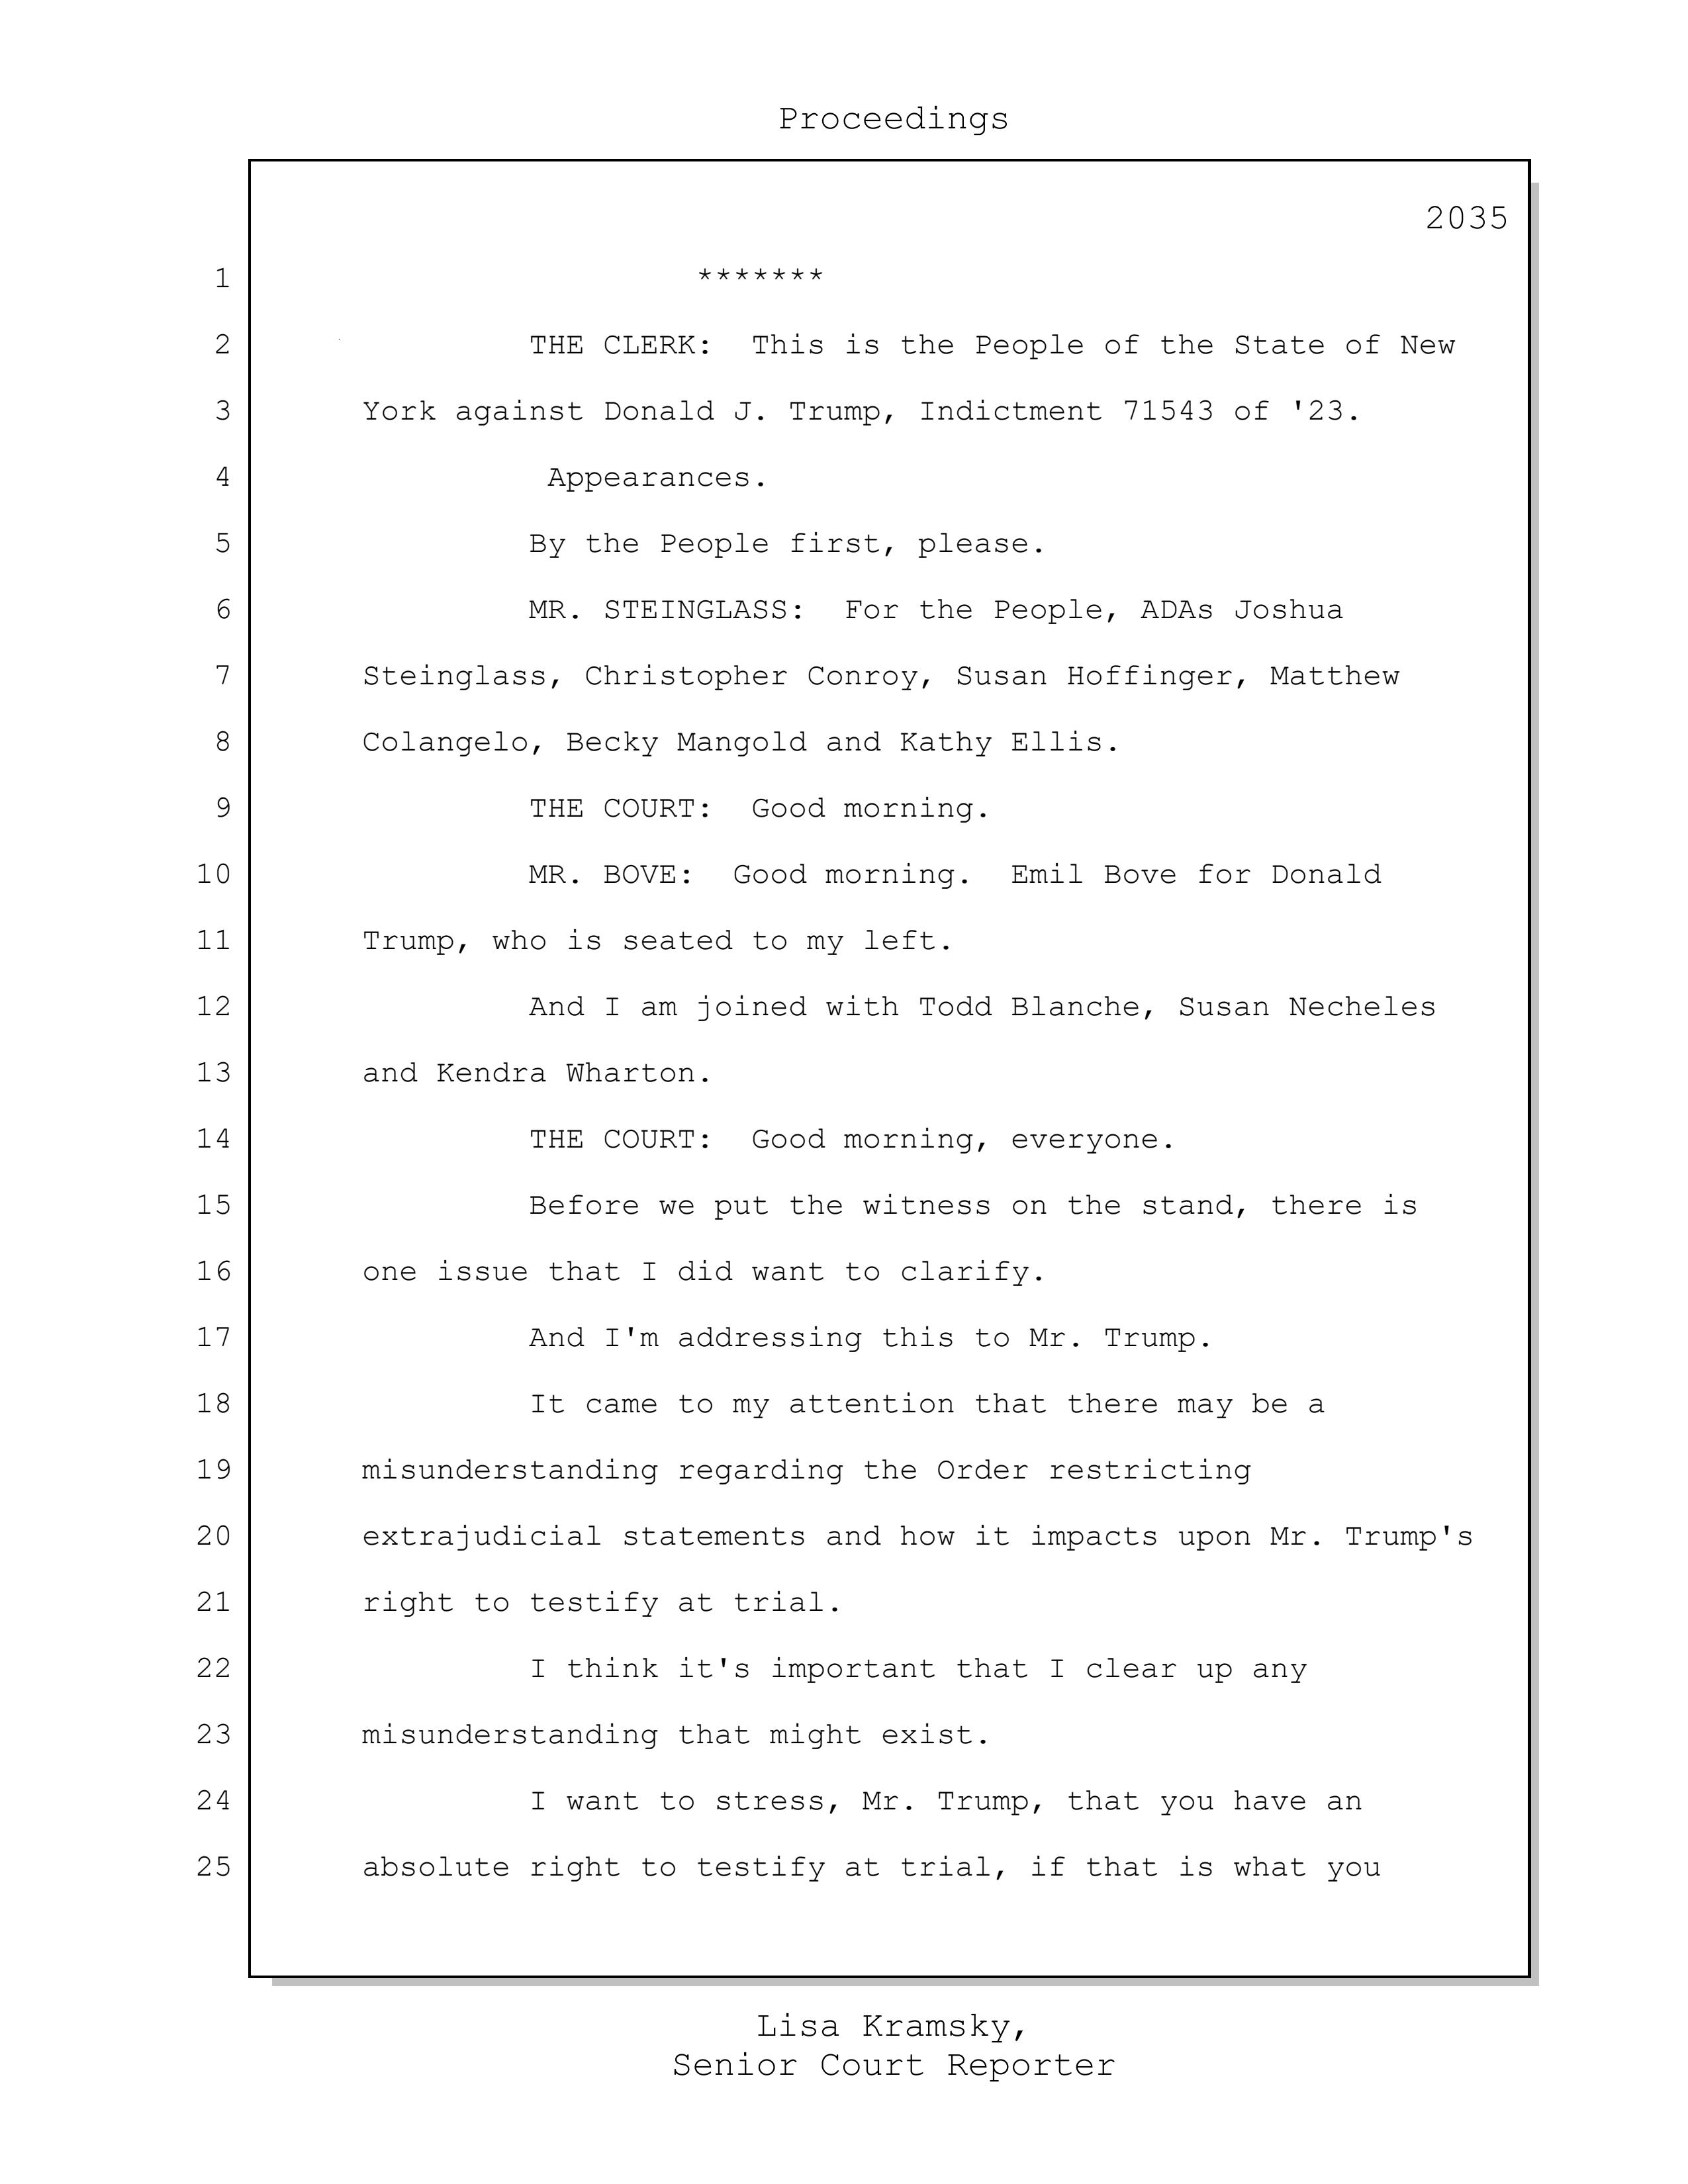 Proceedings
2035
1 *******
2 THE CLERK: This is the People of the State of New
3 York against Donald J. Trump, Indictment 71543 of '23.
4 Appearances.
5 By the People first, please.
6 MR. STEINGLASS: For the People, ADAs Joshua
7 Steinglass, Christopher Conroy, Susan Hoffinger, Matthew
8 Colangelo, Becky Mangold and Kathy Ellis.
9 THE COURT: Good morning.
10 MR. BOVE: Good morning. Emil Bove for Donald
11 Trump, who is seated to my left.
12 And I am joined with Todd Blanche, Susan Necheles
13 and Kendra Wharton.
14 THE COURT: Good morning, everyone.
15 Before we put the witness on the stand, there is
16 one issue that I did want to clarify.
17 And I'm addressing this to Mr. Trump.
18 It came to my attention that there may be a
19 misunderstanding regarding the Order restricting
20 extrajudicial statements and how it impacts upon Mr. Trump's
21 right to testify at trial.
22 I think it's important that I clear up any
23 misunderstanding that might exist.
24 I want to stress, Mr. Trump, that you have an
25 absolute right to testify at trial, if that is what you
Lisa Kramsky,
Senior Court Reporter